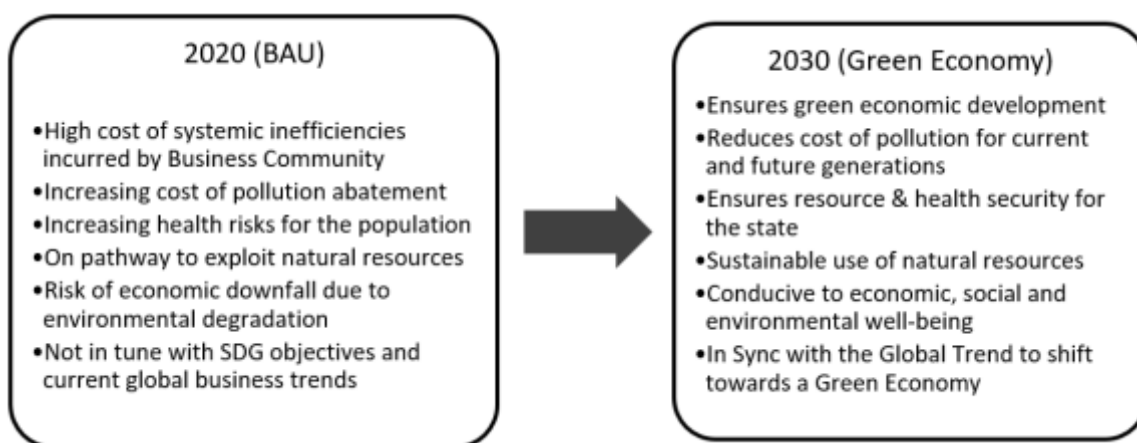 2020 (BAU)
•High cost of systemic inefficiencies
incurred by Business Community
•Increasing cost of pollution abatement
•Increasing health risks for the population
•On pathway to exploit natural resources
•Risk of economic downfall due to
environmental degradation
•Not in tune with SDG objectives and
current global business trends
2030 (Green Economy)
•Ensures green economic development
•Reduces cost of pollution for current
and future generations
•Ensures resource & health security for
the state
•Sustainable use of natural resources
•Conducive to economic, social and
environmental well-being
•In Sync with the Global Trend to shift
towards a Green Economy